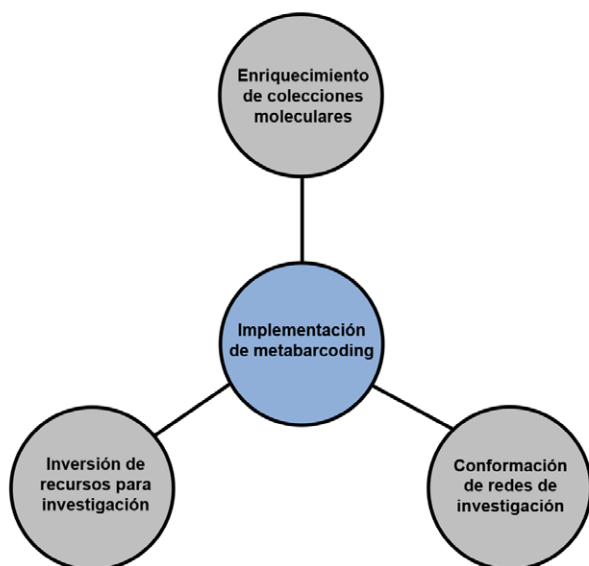 Enriquecimiento
de colecciones
moleculares
Implementación
de metabarcoding
Inversión de
recursos para
investigación
Conformación
de redes de
investigación